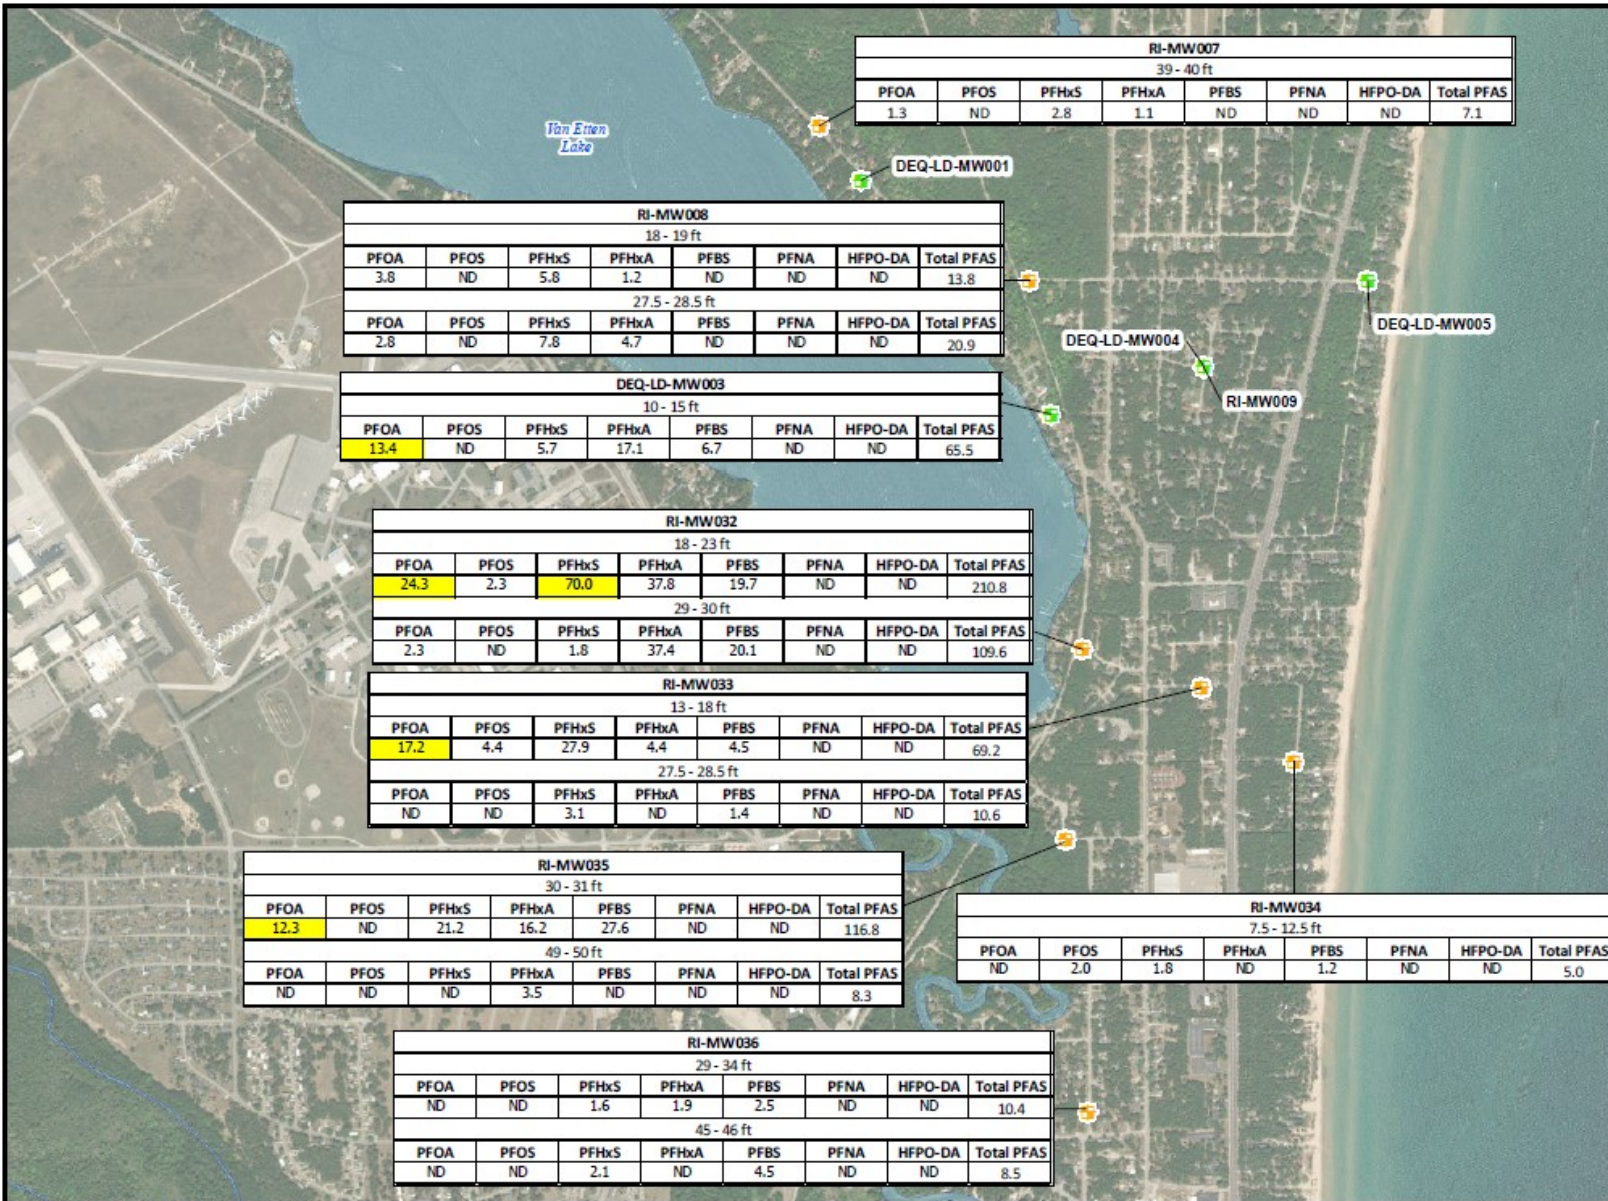 RI-MW007
39 - 40 ft
PFOA PFOS PFHxS PFHxA PFBS PFNA HFPO-DA Total PFAS
1.3 ND 2.8 1.1 ND ND ND 7.1
Van Etten
Lake
DEQ-LD-MW001
RI-MW008
18 - 19 ft
PFOA PFOS PFHxS PFHxA PFBS PFNA HFPO-DA Total PFAS
3.8 ND 5.8 1.2 ND ND ND 13.8
27.5 - 28.5 ft
PFOA PFOS PFHxS PFHxA PFBS PFNA HFPO-DA Total PFAS
2.8 ND 7.8 4.7 ND ND ND 20.9
DEQ-LD-MW005
DEQ-LD-MW004
RI-MW009
DEQ-LD-MW003
10 - 15 ft
PFOA PFOS PFHxS PFHxA PFBS PFNA HFPO-DA Total PFAS
13.4 ND 5.7 17.1 6.7 ND ND 65.5
RI-MW032
18 - 23 ft
PFOA PFOS PFHxS PFHxA PFBS PFNA HFPO-DA Total PFAS
24.3 2.3 70.0 37.8 19.7 ND ND 210.8
29 - 30 ft
PFOA PFOS PFHxS PFHxA PFBS PFNA HFPO-DA Total PFAS
2.3 ND 1.8 37.4 20.1 ND ND 109.6
RI-MW033
13 - 18 ft
PFOA PFOS PFHxS PFHxA PFBS PFNA HFPO-DA Total PFAS
17.2 4.4 27.9 4.4 4.5 ND ND 69.2
27.5 - 28.5 ft
PFOA PFOS PFHxS PFHxA PFBS PFNA HFPO-DA Total PFAS
ND ND 3.1 ND 1.4 ND ND 10.6
RI-MW035
30 - 31 ft
PFOA PFOS PFHxS PFHxA PFBS PFNA HFPO-DA Total PFAS
12.3 ND 21.2 16.2 27.6 ND ND 116.8
49 - 50 ft
PFOA PFOS PFHxS PFHxA PFBS PFNA HFPO-DA Total PFAS
ND ND ND 3.5 ND ND ND 8.3
RI-MW034
7.5 - 12.5 ft
PFOA PFOS PFHxS PFHxA PFBS PFNA HFPO-DA Total PFAS
ND 2.0 1.8 ND 1.2 ND ND 5.0
RI-MW036
29 - 34 ft
PFOA PFOS PFHxS PFHxA PFBS PFNA HFPO-DA Total PFAS
ND ND 1.6 1.9 2.5 ND ND 10.4
45 - 46 ft
PFOA PFOS PFHxS PFHxA PFBS PFNA HFPO-DA Total PFAS
ND ND 2.1 ND 4.5 ND ND 8.5